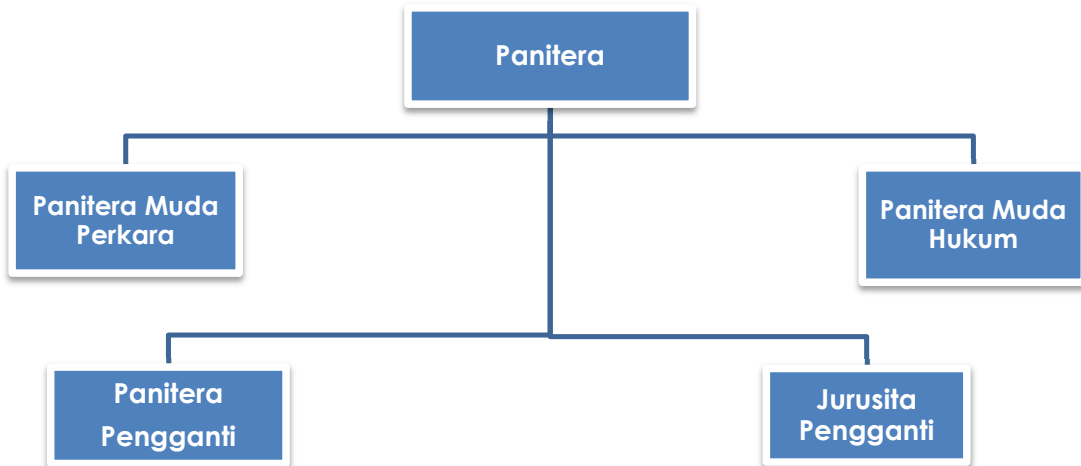 Panitera
Panitera Muda
Perkara
Panitera Muda
Hukum
Panitera
Pengganti
Jurusita
Pengganti